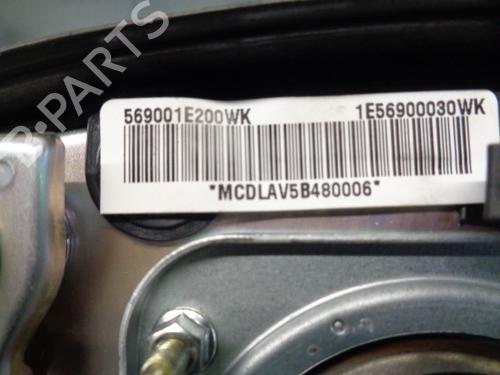 B-PARTS
569001E200WK 1E56900030WK
*MCDLAV5B480006*